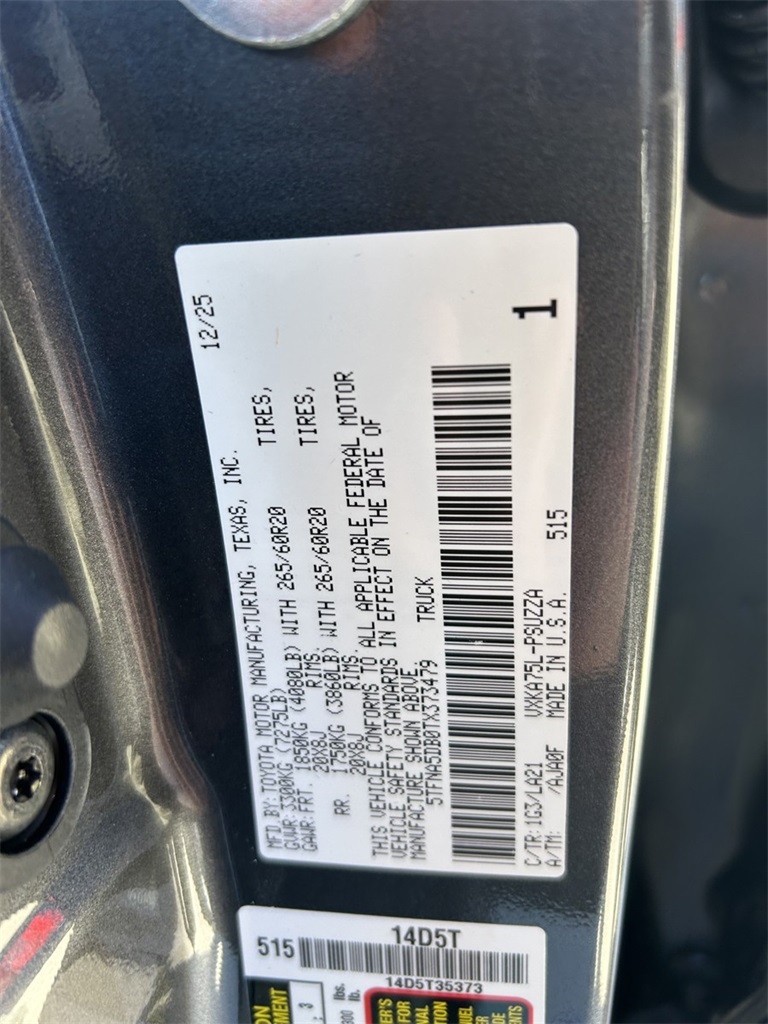 MFD. BY: TOYOTA MOTOR MANUFACTURING, TEXAS, INC. 12/25
GVWR: 3300KG (7275LB)
GAWR: FRT. 1850KG (4080LB) WITH 265/60R20 TIRES,
20X8J RIMS.
RR. 1750KG (3860LB) WITH 265/60R20 TIRES,
20X8J RIMS.
THIS VEHICLE CONFORMS TO ALL APPLICABLE FEDERAL MOTOR
VEHICLE SAFETY STANDARDS IN EFFECT ON THE DATE OF
MANUFACTURE SHOWN ABOVE.
5TFNA5DB0TX373479 TRUCK
1
C/TR: 1G3/LA21 VXKA75L-PSUZZA 515
A/TM: /AJA0F MADE IN U.S.A.
515 14D5T
14D5T35373